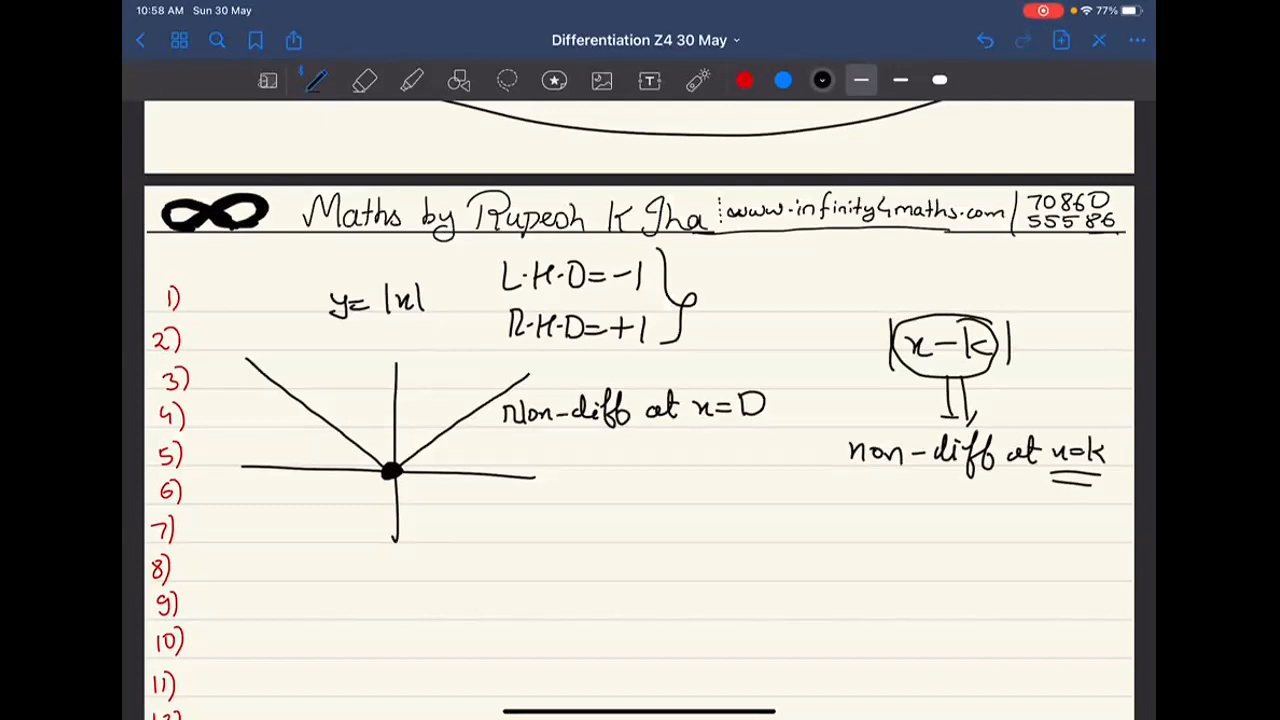 10:58 AM Sun 30 May
77%
Differentiation Z4 30 May
Maths by Rupesh K Jha
www.infinity4maths.com
70860
55586
1)
2)
3)
4)
5)
6)
7)
8)
9)
10)
11)
y= |x|
L.H.D = -1
R.H.D = +1
Non-diff at x=0
|x-k|
non-diff at x=k